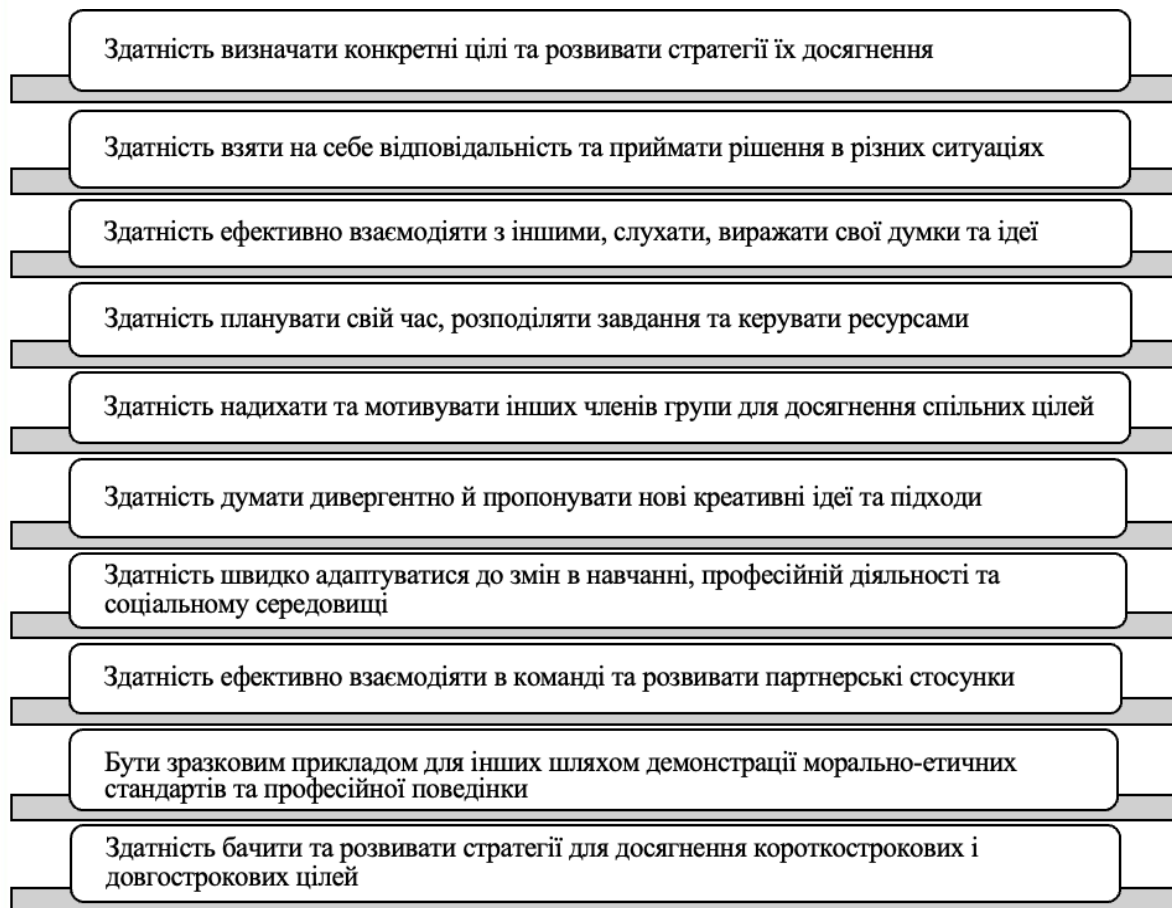 Здатність визначати конкретні цілі та розвивати стратегії їх досягнення
Здатність взяти на себе відповідальність та приймати рішення в різних ситуаціях
Здатність ефективно взаємодіяти з іншими, слухати, виражати свої думки та ідеї
Здатність планувати свій час, розподіляти завдання та керувати ресурсами
Здатність надихати та мотивувати інших членів групи для досягнення спільних цілей
Здатність думати дивергентно й пропонувати нові креативні ідеї та підходи
Здатність швидко адаптуватися до змін в навчанні, професійній діяльності та
соціальному середовищі
Здатність ефективно взаємодіяти в команді та розвивати партнерські стосунки
Бути зразковим прикладом для інших шляхом демонстрації морально-етичних
стандартів та професійної поведінки
Здатність бачити та розвивати стратегії для досягнення короткострокових і
довгострокових цілей